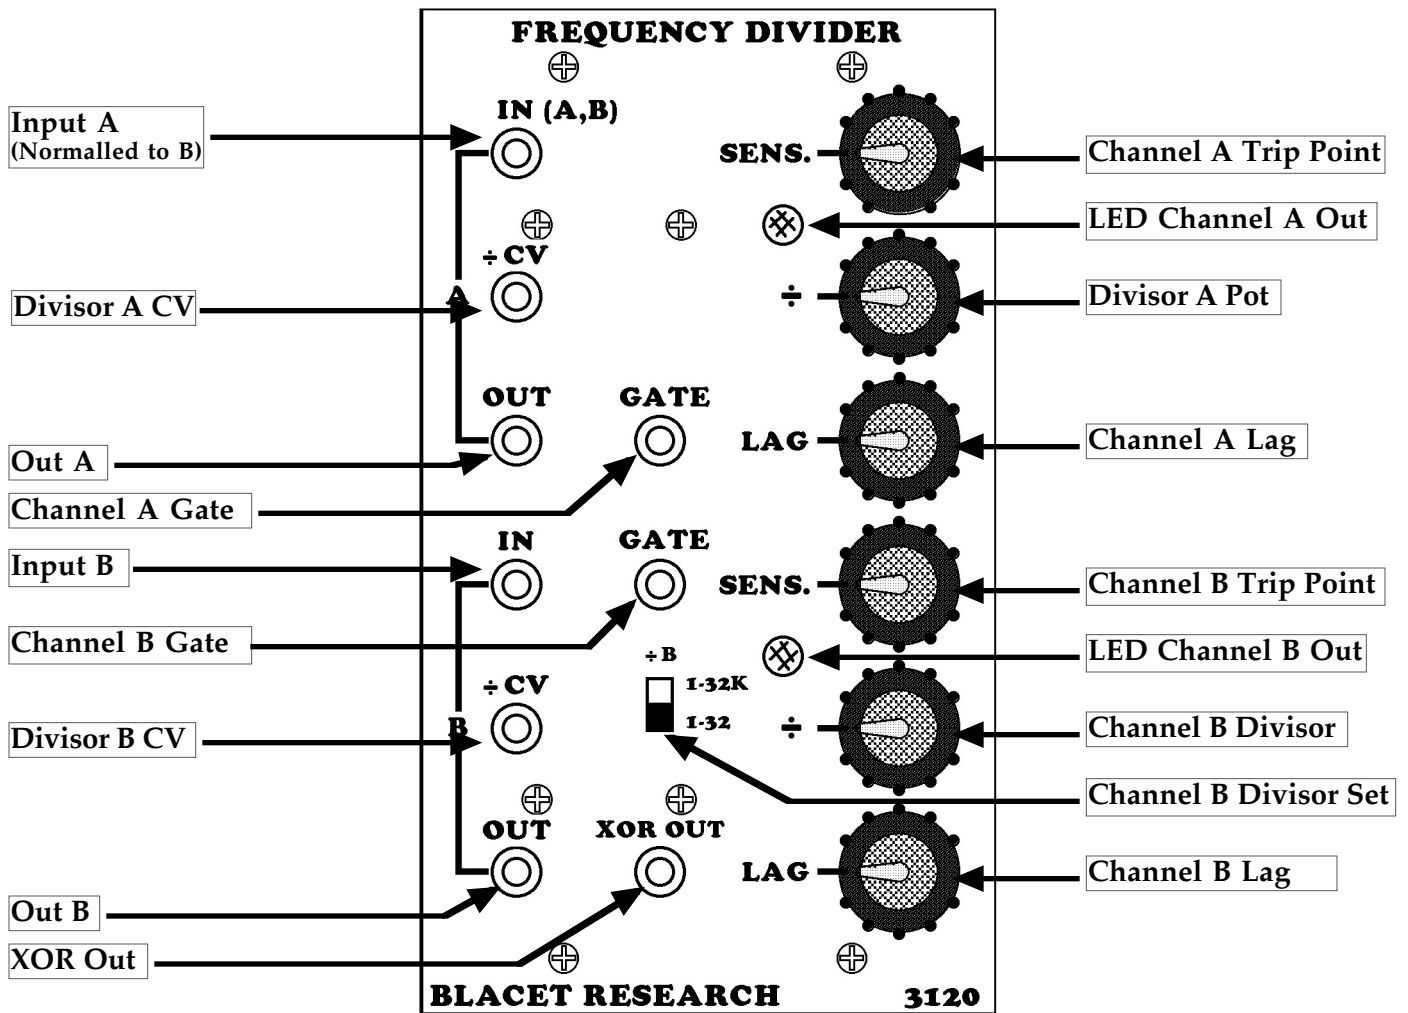 FREQUENCY DIVIDER
IN (A,B)
Input A
(Normalled to B)
SENS.
Channel A Trip Point
LED Channel A Out
÷CV
A
Divisor A CV
÷
Divisor A Pot
OUT
GATE
LAG
Channel A Lag
Out A
Channel A Gate
IN
GATE
Input B
SENS.
Channel B Trip Point
Channel B Gate
÷B
LED Channel B Out
÷CV
1-32K
1-32
B
Divisor B CV
÷
Channel B Divisor
Channel B Divisor Set
OUT
XOR OUT
LAG
Channel B Lag
Out B
XOR Out
BLACET RESEARCH
3120